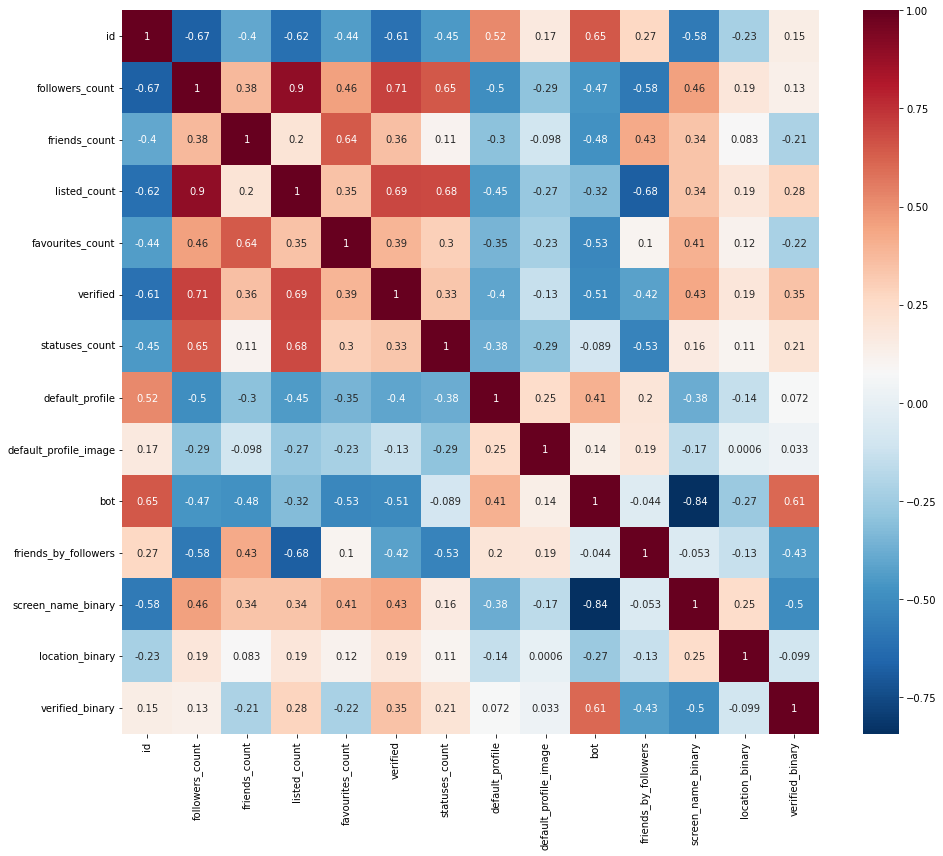 id 1 -0.67 -0.4 -0.62 -0.44 -0.61 -0.45 0.52 0.17 0.65 0.27 -0.58 -0.23 0.15
followers_count -0.67 1 0.38 0.9 0.46 0.71 0.65 -0.5 -0.29 -0.47 -0.58 0.46 0.19 0.13
friends_count -0.4 0.38 1 0.2 0.64 0.36 0.11 -0.3 -0.098 -0.48 0.43 0.34 0.083 -0.21
listed_count -0.62 0.9 0.2 1 0.35 0.69 0.68 -0.45 -0.27 -0.32 -0.68 0.34 0.19 0.28
favourites_count -0.44 0.46 0.64 0.35 1 0.39 0.3 -0.35 -0.23 -0.53 0.1 0.41 0.12 -0.22
verified -0.61 0.71 0.36 0.69 0.39 1 0.33 -0.4 -0.13 -0.51 -0.42 0.43 0.19 0.35
statuses_count -0.45 0.65 0.11 0.68 0.3 0.33 1 -0.38 -0.29 -0.089 -0.53 0.16 0.11 0.21
default_profile 0.52 -0.5 -0.3 -0.45 -0.35 -0.4 -0.38 1 0.25 0.41 0.2 -0.38 -0.14 0.072
default_profile_image 0.17 -0.29 -0.098 -0.27 -0.23 -0.13 -0.29 0.25 1 0.14 0.19 -0.17 0.0006 0.033
bot 0.65 -0.47 -0.48 -0.32 -0.53 -0.51 -0.089 0.41 0.14 1 -0.044 -0.84 -0.27 0.61
friends_by_followers 0.27 -0.58 0.43 -0.68 0.1 -0.42 -0.53 0.2 0.19 -0.044 1 -0.053 -0.13 -0.43
screen_name_binary -0.58 0.46 0.34 0.34 0.41 0.43 0.16 -0.38 -0.17 -0.84 -0.053 1 0.25 -0.5
location_binary -0.23 0.19 0.083 0.19 0.12 0.19 0.11 -0.14 0.0006 -0.27 -0.13 0.25 1 -0.099
verified_binary 0.15 0.13 -0.21 0.28 -0.22 0.35 0.21 0.072 0.033 0.61 -0.43 -0.5 -0.099 1
id
followers_count
friends_count
listed_count
favourites_count
verified
statuses_count
default_profile
default_profile_image
bot
friends_by_followers
screen_name_binary
location_binary
verified_binary
1.00
0.75
0.50
0.25
0.00
-0.25
-0.50
-0.75